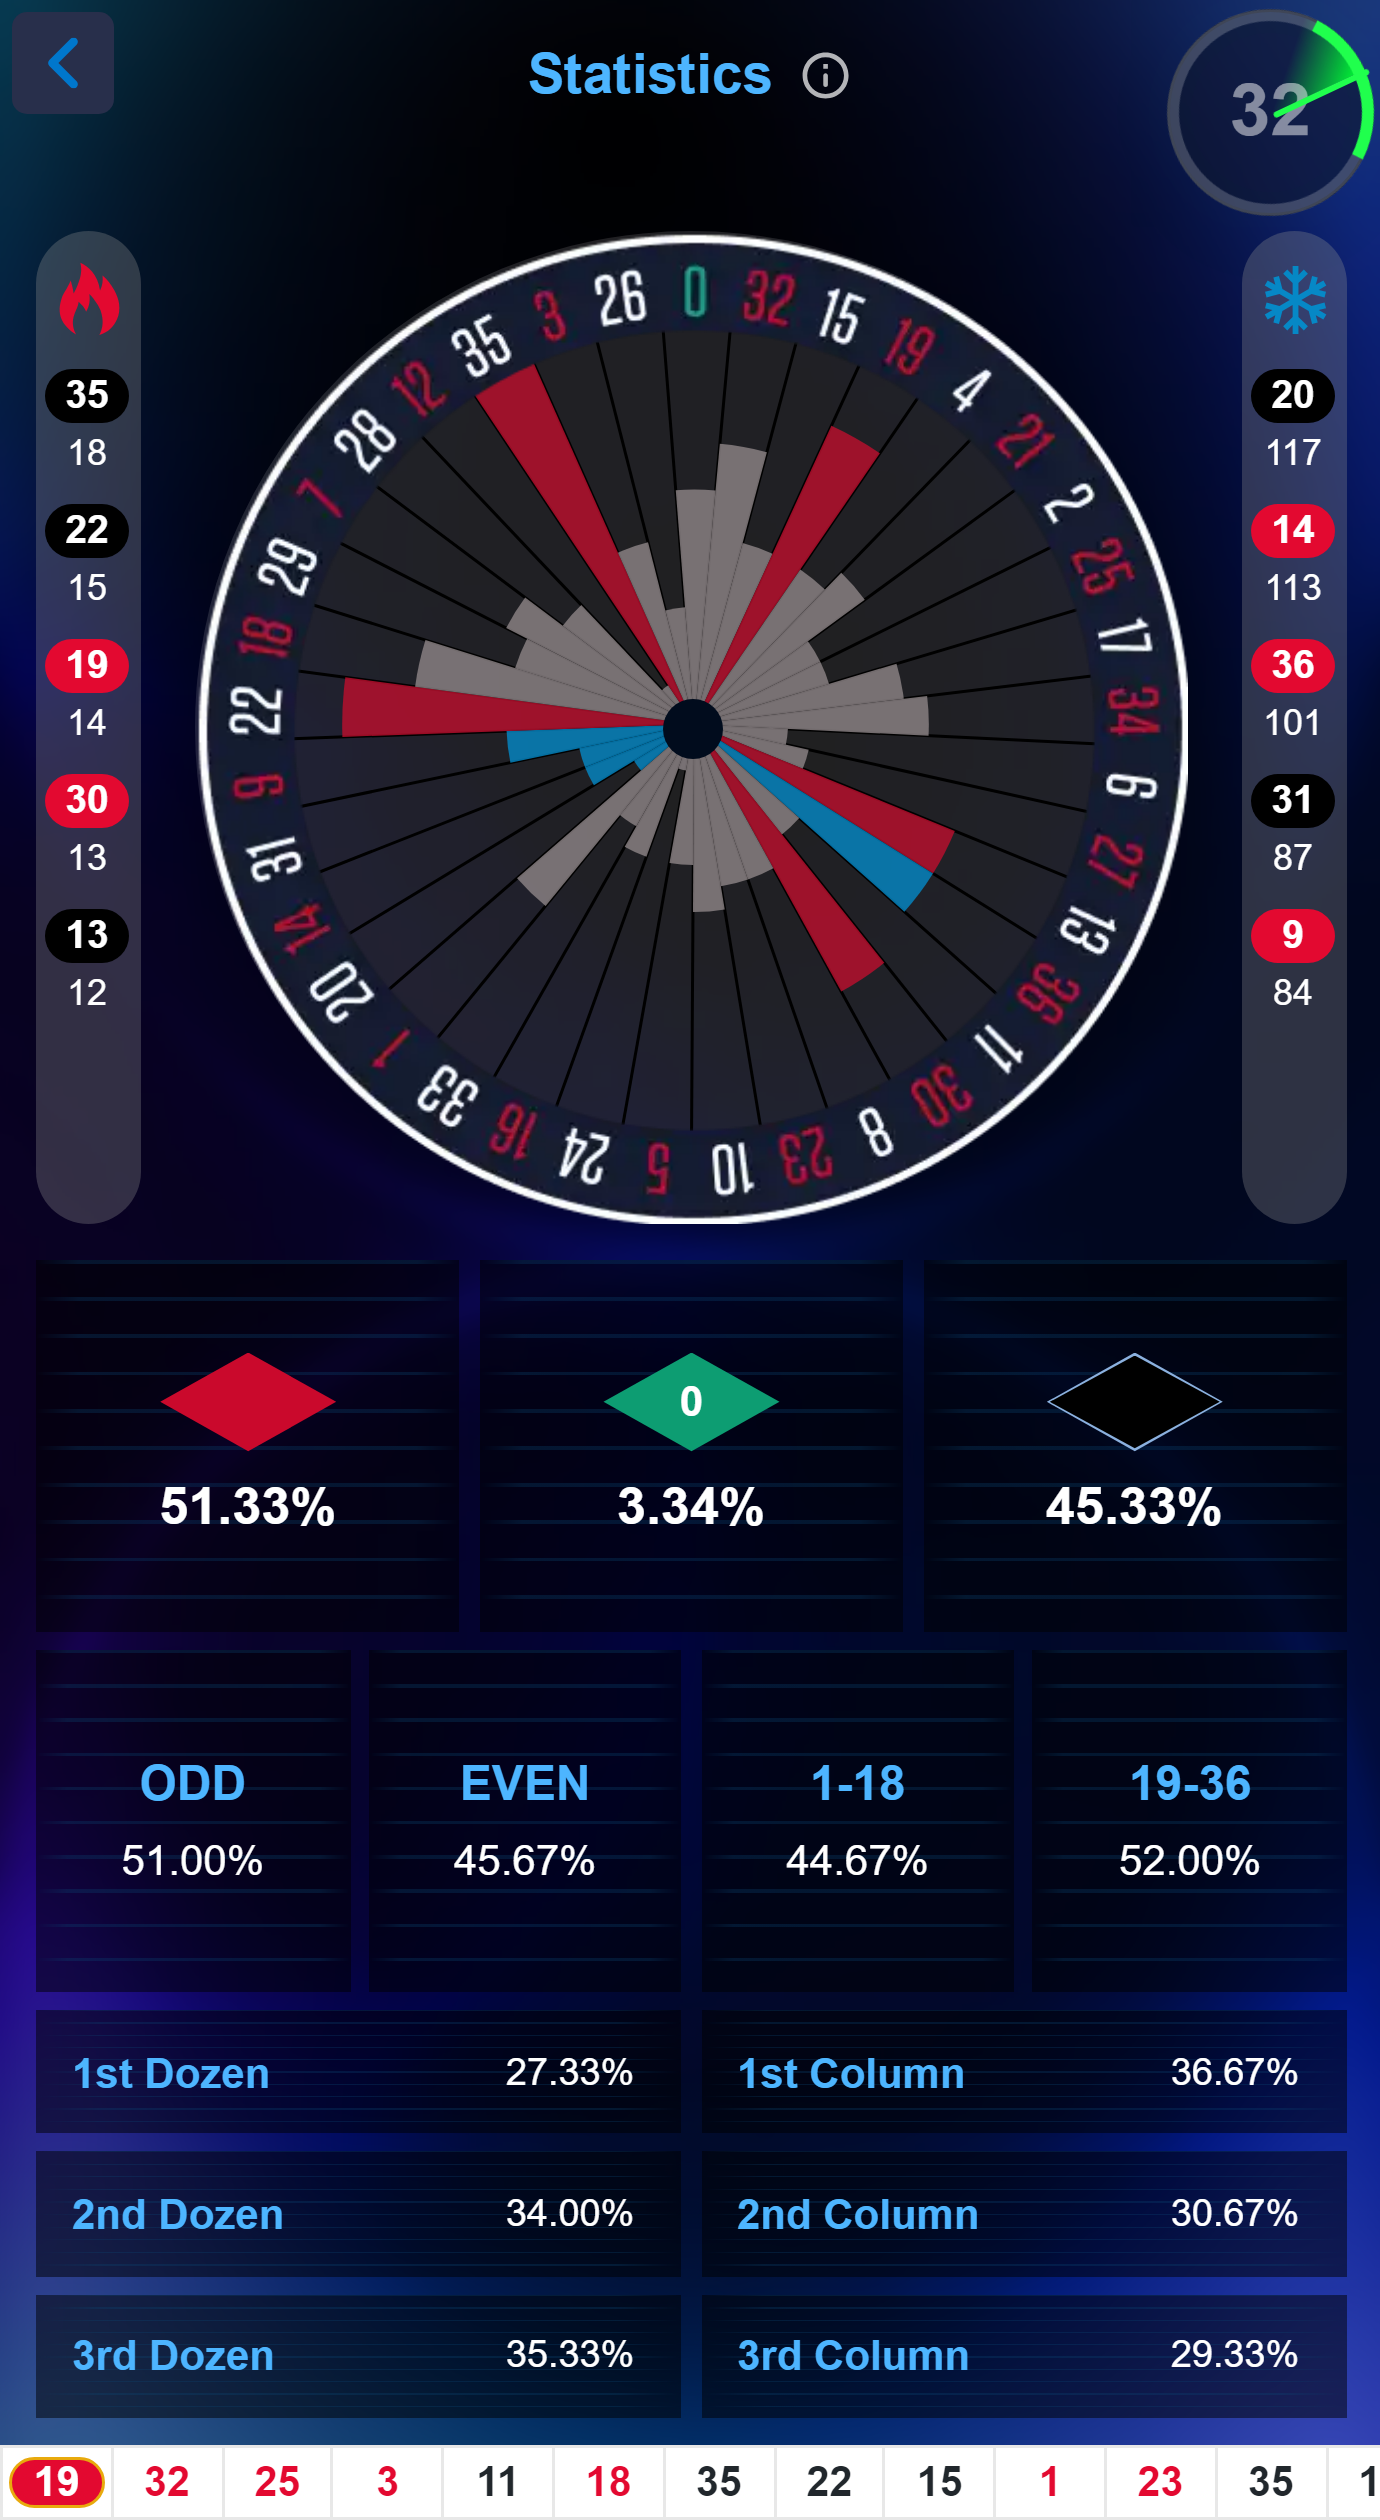 Statistics
32
0 32 15 19 4 21 2 25 17 34 6 27 13 36 11 30 8 23 10 5 24 16 33 1 20 14 31 9 22 18 29 7 28 12 35 3 26
35
18
22
15
19
14
30
13
13
12
20
117
14
113
36
101
31
87
9
84
0
51.33% 3.34% 45.33%
ODD EVEN 1-18 19-36
51.00% 45.67% 44.67% 52.00%
1st Dozen 27.33% 1st Column 36.67%
2nd Dozen 34.00% 2nd Column 30.67%
3rd Dozen 35.33% 3rd Column 29.33%
19 32 25 3 11 18 35 22 15 1 23 35